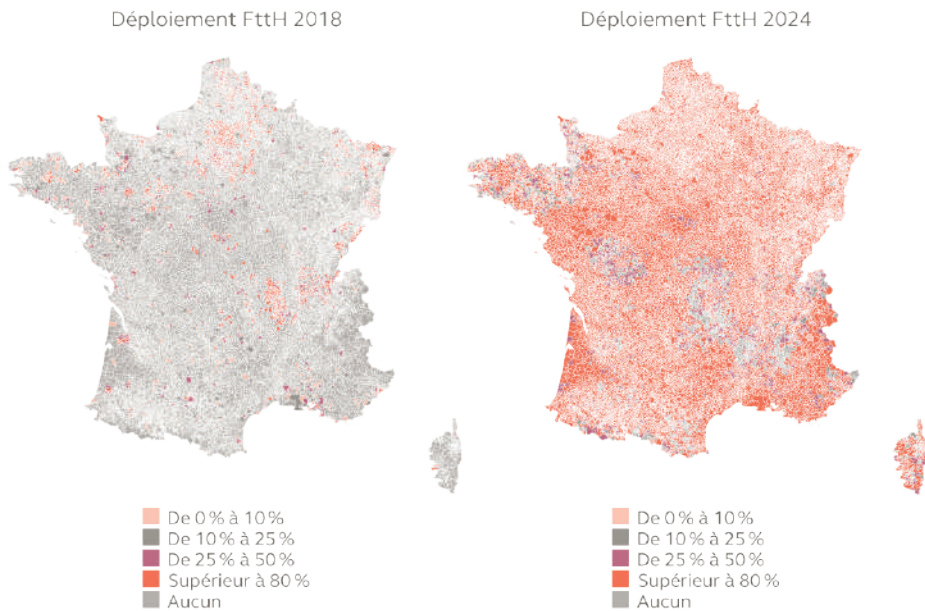 Déploiement FttH 2018
Déploiement FttH 2024
De 0 % à 10 %
De 10 % à 25 %
De 25 % à 50 %
Supérieur à 80 %
Aucun
De 0 % à 10 %
De 10 % à 25 %
De 25 % à 50 %
Supérieur à 80 %
Aucun